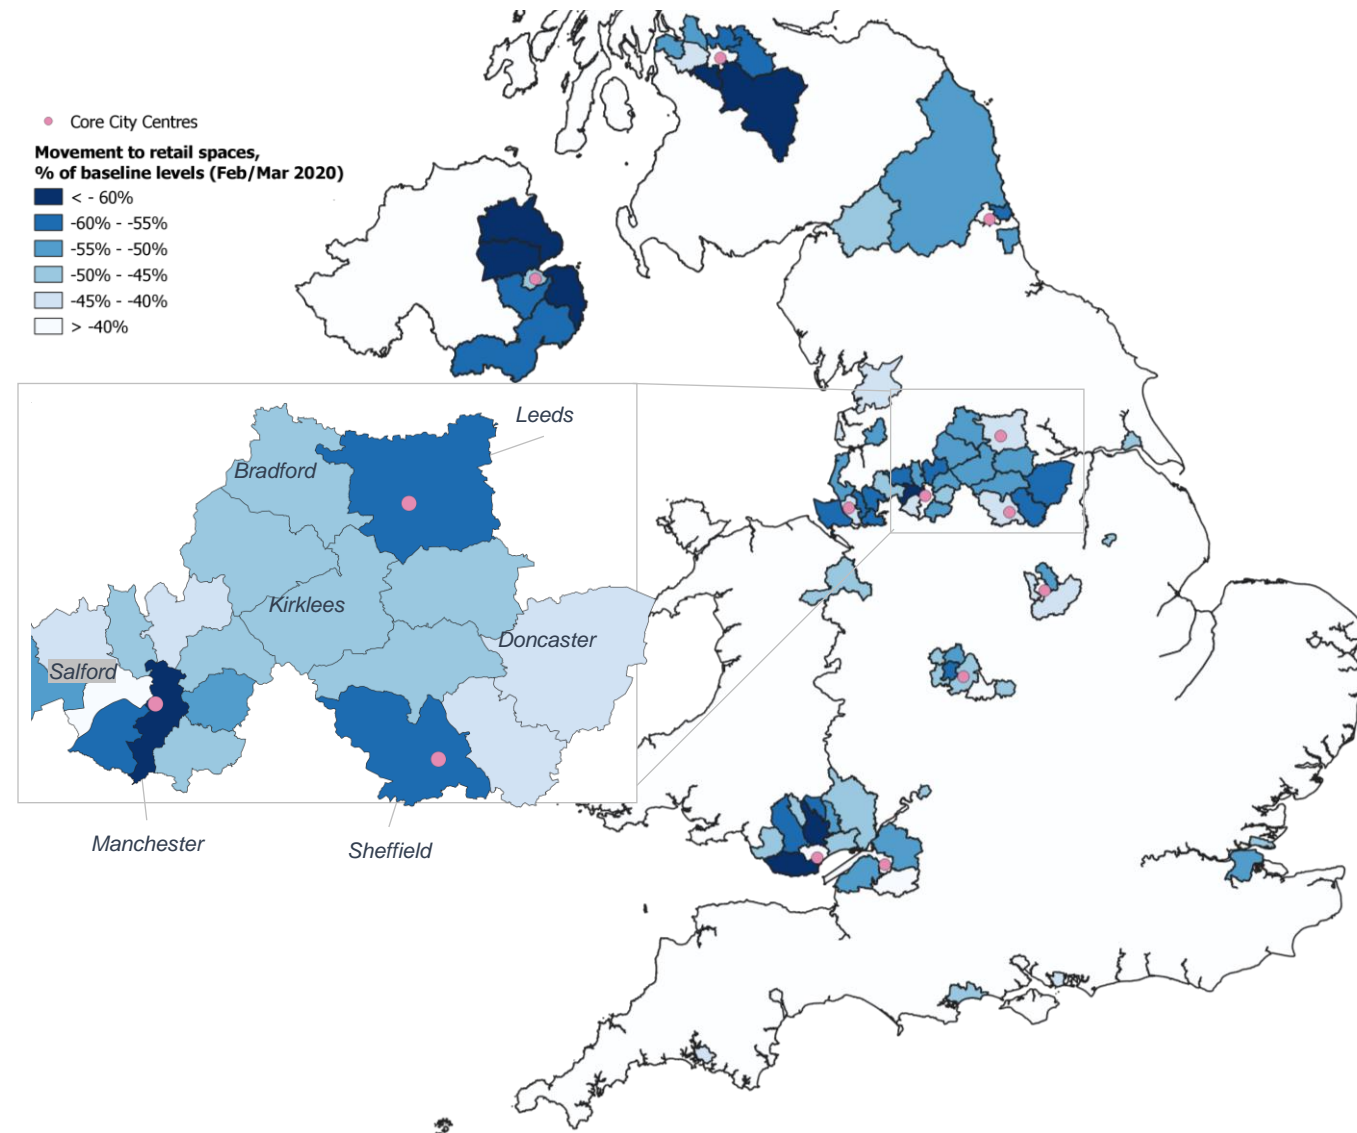 Core City Centres
Movement to retail spaces,
% of baseline levels (Feb/Mar 2020)
< - 60%
-60% - -55%
-55% - -50%
-50% - -45%
-45% - -40%
> -40%
Leeds
Bradford
Kirklees
Doncaster
Salford
Manchester
Sheffield